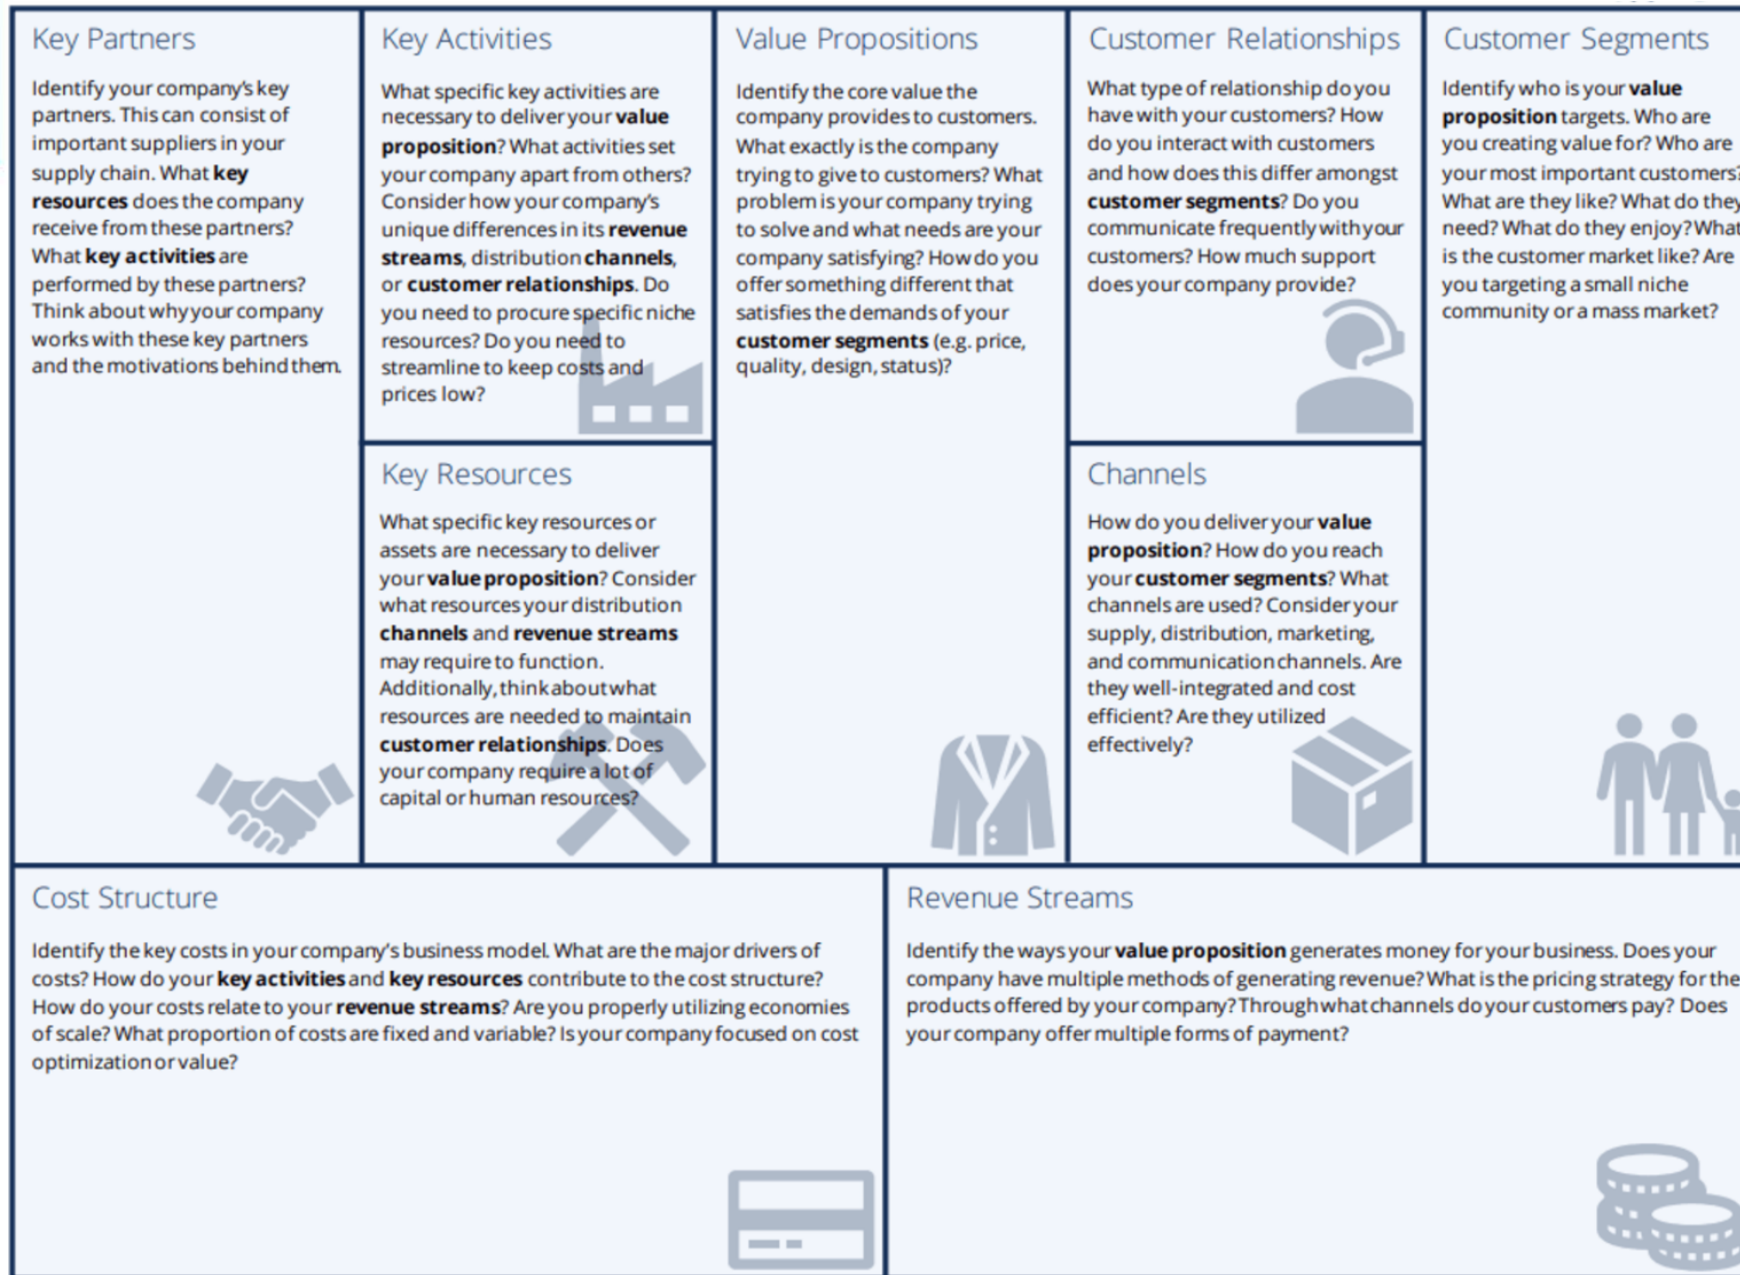 Key Partners
Identify your company's key
partners. This can consist of
important suppliers in your
supply chain. What key
resources does the company
receive from these partners?
What key activities are
performed by these partners?
Think about why your company
works with these key partners
and the motivations behind them.
Key Activities
What specific key activities are
necessary to deliver your value
proposition? What activities set
your company apart from others?
Consider how your company's
unique differences in its revenue
streams, distribution channels,
or customer relationships. Do
you need to procure specific niche
resources? Do you need to
streamline to keep costs and
prices low?
Key Resources
What specific key resources or
assets are necessary to deliver
your value proposition? Consider
what resources your distribution
channels and revenue streams
may require to function.
Additionally, think about what
resources are needed to maintain
customer relationships. Does
your company require a lot of
capital or human resources?
Value Propositions
Identify the core value the
company provides to customers.
What exactly is the company
trying to give to customers? What
problem is your company trying
to solve and what needs are your
company satisfying? How do you
offer something different that
satisfies the demands of your
customer segments (e.g. price,
quality, design, status)?
Customer Relationships
What type of relationship do you
have with your customers? How
do you interact with customers
and how does this differ amongst
customer segments? Do you
communicate frequently with your
customers? How much support
does your company provide?
Channels
How do you deliver your value
proposition? How do you reach
your customer segments? What
channels are used? Consider your
supply, distribution, marketing,
and communication channels. Are
they well-integrated and cost
efficient? Are they utilized
effectively?
Customer Segments
Identify who is your value
proposition targets. Who are
you creating value for? Who are
your most important customers?
What are they like? What do they
need? What do they enjoy? What
is the customer market like? Are
you targeting a small niche
community or a mass market?
Cost Structure
Identify the key costs in your company's business model. What are the major drivers of
costs? How do your key activities and key resources contribute to the cost structure?
How do your costs relate to your revenue streams? Are you properly utilizing economies
of scale? What proportion of costs are fixed and variable? Is your company focused on cost
optimization or value?
Revenue Streams
Identify the ways your value proposition generates money for your business. Does your
company have multiple methods of generating revenue? What is the pricing strategy for the
products offered by your company? Through what channels do your customers pay? Does
your company offer multiple forms of payment?